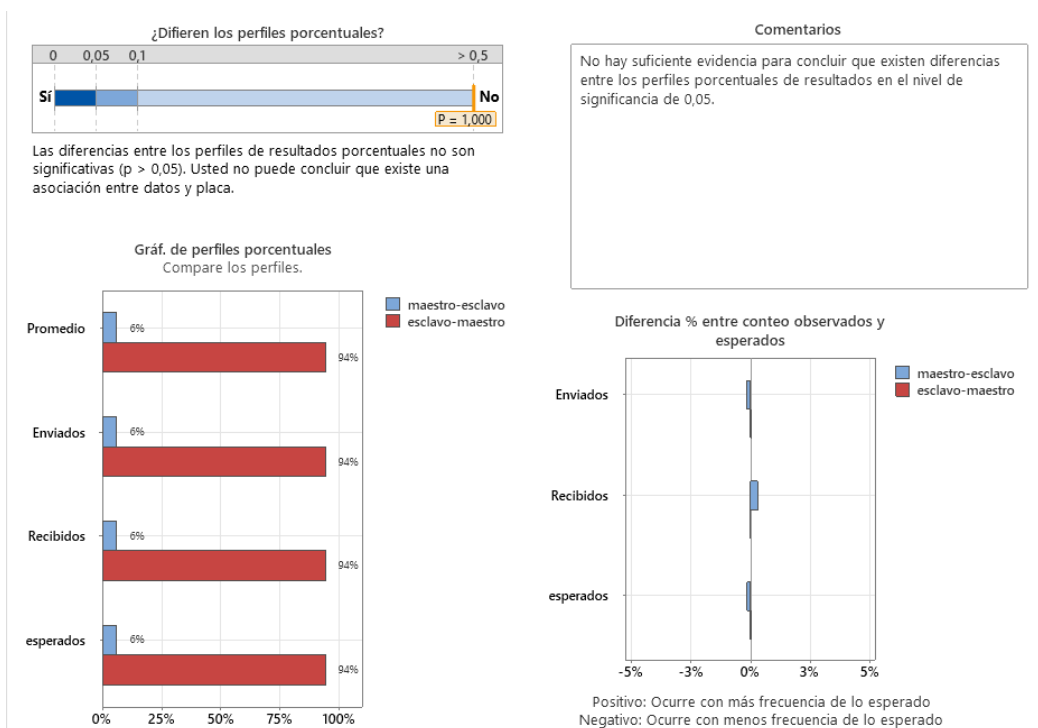 ¿Difieren los perfiles porcentuales?
0 0,05 0,1 > 0,5
Sí No
P = 1,000
Las diferencias entre los perfiles de resultados porcentuales no son
significativas (p > 0,05). Usted no puede concluir que existe una
asociación entre datos y placa.
Comentarios
No hay suficiente evidencia para concluir que existen diferencias
entre los perfiles porcentuales de resultados en el nivel de
significancia de 0,05.
Gráf. de perfiles porcentuales
Compare los perfiles.
maestro-esclavo
esclavo-maestro
Promedio
6%
94%
Enviados
6%
94%
Recibidos
6%
94%
esperados
6%
94%
0% 25% 50% 75% 100%
Diferencia % entre conteo observados y
esperados
maestro-esclavo
esclavo-maestro
Enviados
Recibidos
esperados
-5% -3% 0% 3% 5%
Positivo: Ocurre con más frecuencia de lo esperado
Negativo: Ocurre con menos frecuencia de lo esperado